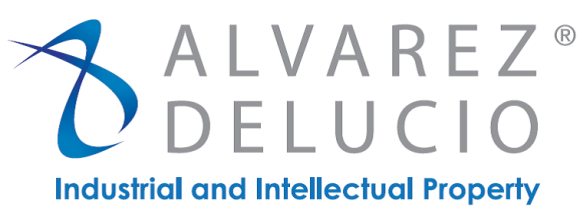 ALVAREZ®
DELUCIO
Industrial and Intellectual Property